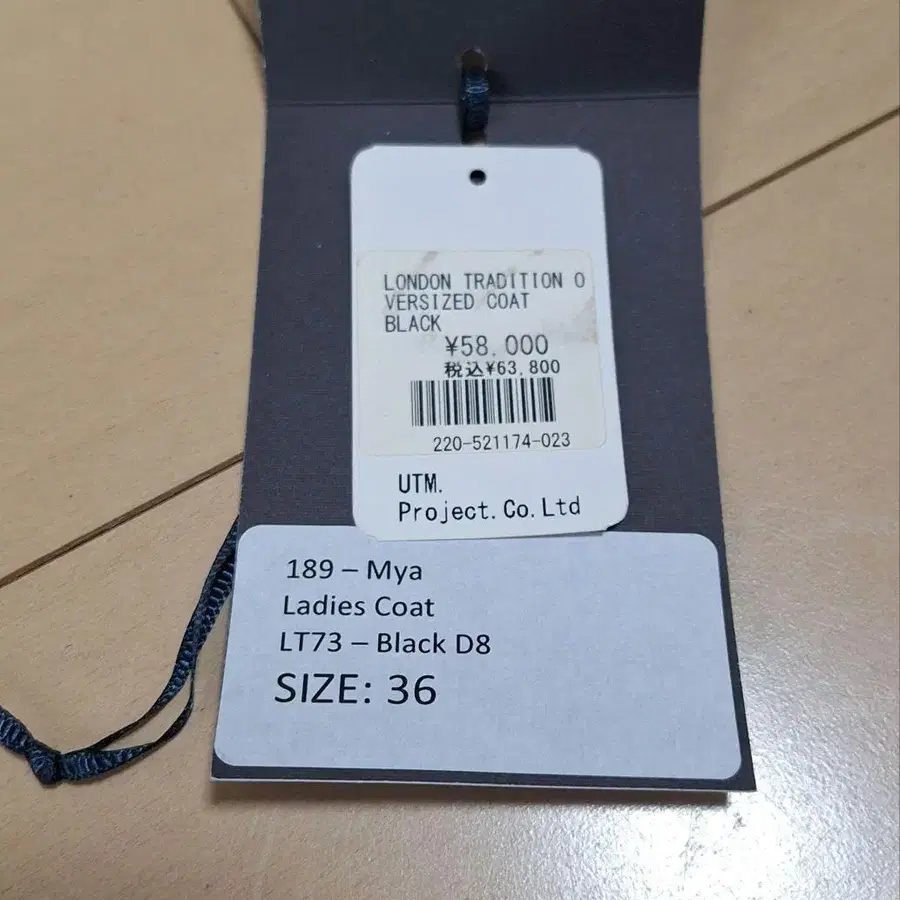 LONDON TRADITION O
VERSIZED COAT
BLACK
¥58,000
税込¥63,800
220-521174-023
UTM.
Project.Co.Ltd
189 – Mya
Ladies Coat
LT73 – Black D8
SIZE: 36